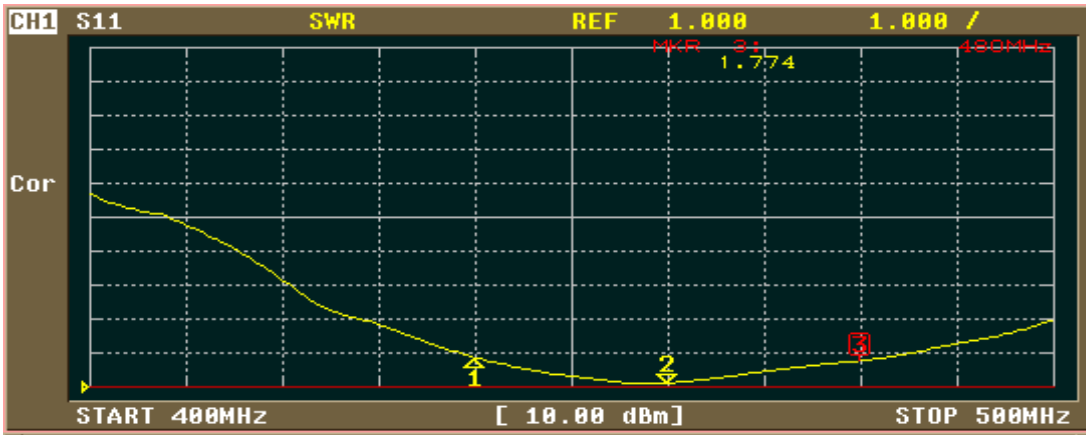 CH1 S11 SWR REF 1.000 1.000 /
MKR 3: 480MHz
1.774
Cor
3
2
1
START 400MHz [ 10.00 dBm] STOP 500MHz